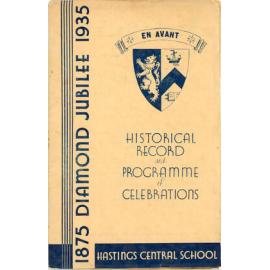 1875 DIAMOND JUBILEE 1935
EN AVANT
HISTORICAL
RECORD
and
PROGRAMME
of
CELEBRATIONS
HASTINGS CENTRAL SCHOOL